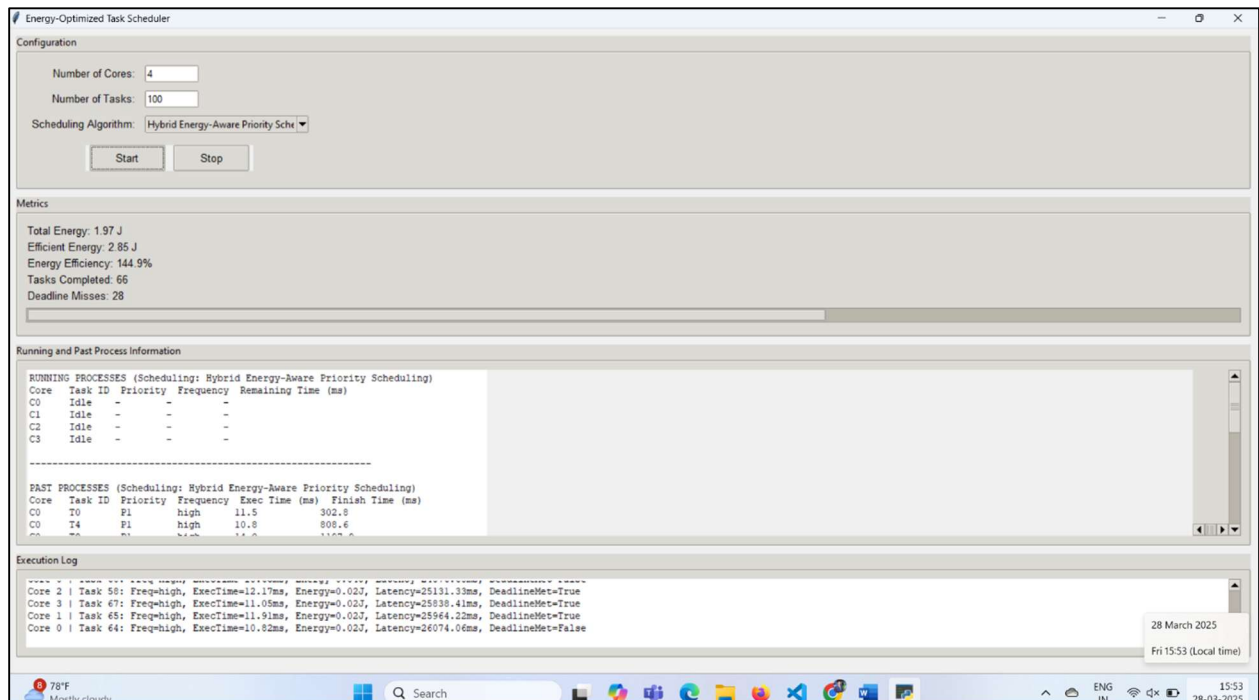 Energy-Optimized Task Scheduler
Configuration
Number of Cores: 4
Number of Tasks: 100
Scheduling Algorithm: Hybrid Energy-Aware Priority Sche
Start Stop
Metrics
Total Energy: 1.97 J
Efficient Energy: 2.85 J
Energy Efficiency: 144.9%
Tasks Completed: 66
Deadline Misses: 28
Running and Past Process Information
RUNNING PROCESSES (Scheduling: Hybrid Energy-Aware Priority Scheduling)
Core Task ID Priority Frequency Remaining Time (ms)
C0 Idle - - -
C1 Idle - - -
C2 Idle - - -
C3 Idle - - -
------------------------------------------------------------
PAST PROCESSES (Scheduling: Hybrid Energy-Aware Priority Scheduling)
Core Task ID Priority Frequency Exec Time (ms) Finish Time (ms)
C0 T0 P1 high 11.5 302.8
C0 T4 P1 high 10.8 808.6
Execution Log
Core 2 | Task 58: Freq=high, ExecTime=12.17ms, Energy=0.02J, Latency=25131.33ms, DeadlineMet=True
Core 3 | Task 67: Freq=high, ExecTime=11.05ms, Energy=0.02J, Latency=25838.41ms, DeadlineMet=True
Core 1 | Task 65: Freq=high, ExecTime=11.91ms, Energy=0.02J, Latency=25964.22ms, DeadlineMet=True
Core 0 | Task 64: Freq=high, ExecTime=10.82ms, Energy=0.02J, Latency=26074.06ms, DeadlineMet=False
28 March 2025
Fri 15:53 (Local time)
8 78°F
Mostly cloudy
Search
ENG
IN
15:53
28-03-2025